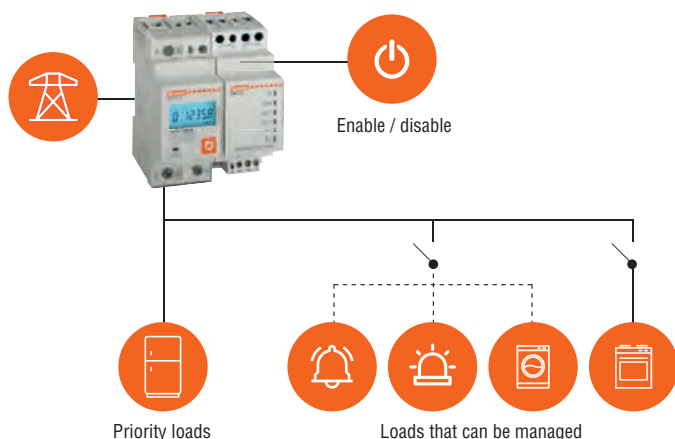 Enable / disable
Priority loads
Loads that can be managed